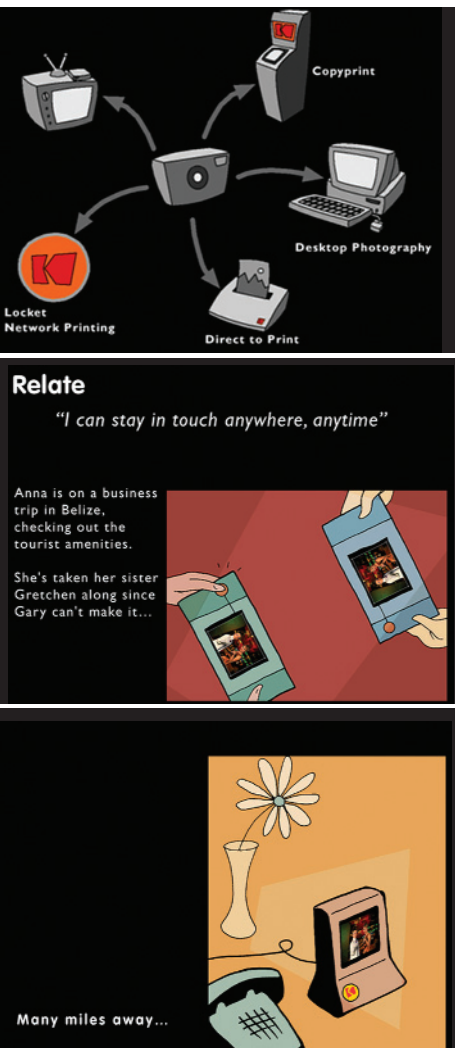 Copyprint
Desktop Photography
Locket
Network Printing
Direct to Print
Relate
“I can stay in touch anywhere, anytime”
Anna is on a business
trip in Belize,
checking out the
tourist amenities.
She's taken her sister
Gretchen along since
Gary can't make it...
Many miles away...